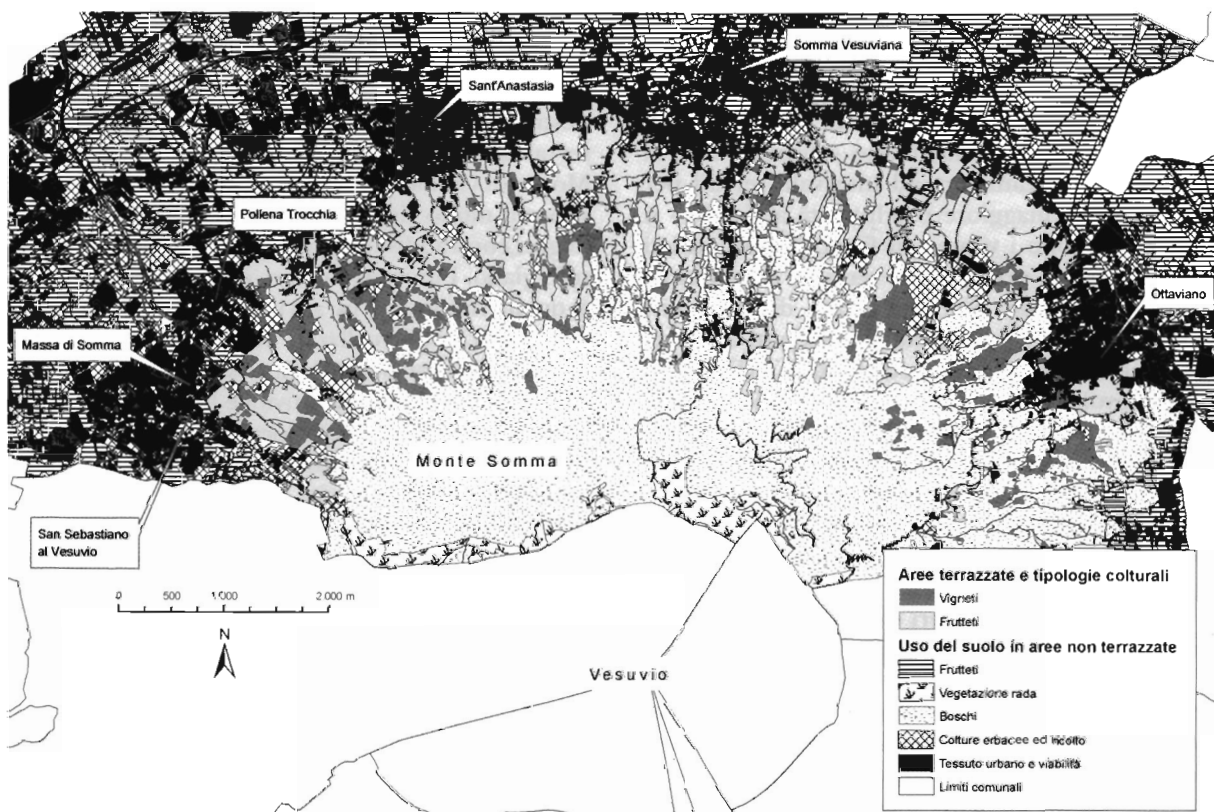 Somma Vesuviana
Sant'Anastasia
Pollena Trocchia
Ottaviano
Massa di Somma
Monte Somma
San Sebastiano
al Vesuvio
0 500 1.000 2 000 m
N
Vesuvio
Aree terrazzate e tipologie colturali
Vigneti
Frutteti
Uso del suolo in aree non terrazzate
Frutteti
Vegetazione rada
Boschi
Colture erbacee ed
Tessuto urbano e viabilità
Limiti comunali